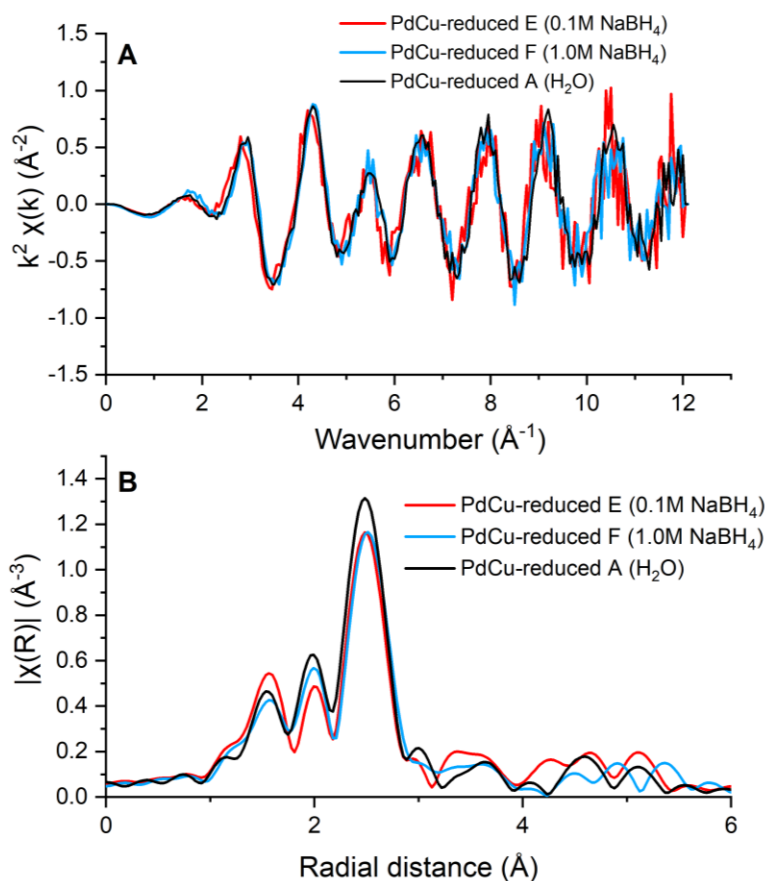 A
PdCu-reduced E (0.1M NaBH₄)
PdCu-reduced F (1.0M NaBH₄)
PdCu-reduced A (H₂O)
k² χ(k) (Å⁻²)
1.5
1.0
0.5
0.0
-0.5
-1.0
-1.5
0 2 4 6 8 10 12
Wavenumber (Å⁻¹)
B
PdCu-reduced E (0.1M NaBH₄)
PdCu-reduced F (1.0M NaBH₄)
PdCu-reduced A (H₂O)
|χ(R)| (Å⁻³)
1.4
1.2
1.0
0.8
0.6
0.4
0.2
0.0
0 2 4 6
Radial distance (Å)